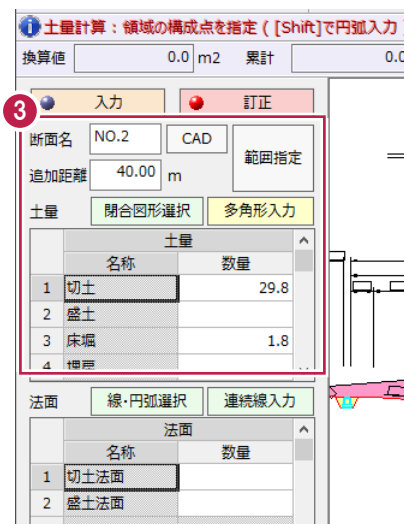 土量計算：領域の構成点を指定 ( [Shift]で円弧入力
換算値 0.0 m2 累計 0.0
入力 訂正
3
断面名 NO.2 CAD 範囲指定
追加距離 40.00 m
土量 閉合図形選択 多角形入力
土量
名称 数量
1 切土 29.8
2 盛土
3 床堀 1.8
4 埋戻
法面 線・円弧選択 連続線入力
法面
名称 数量
1 切土法面
2 盛土法面